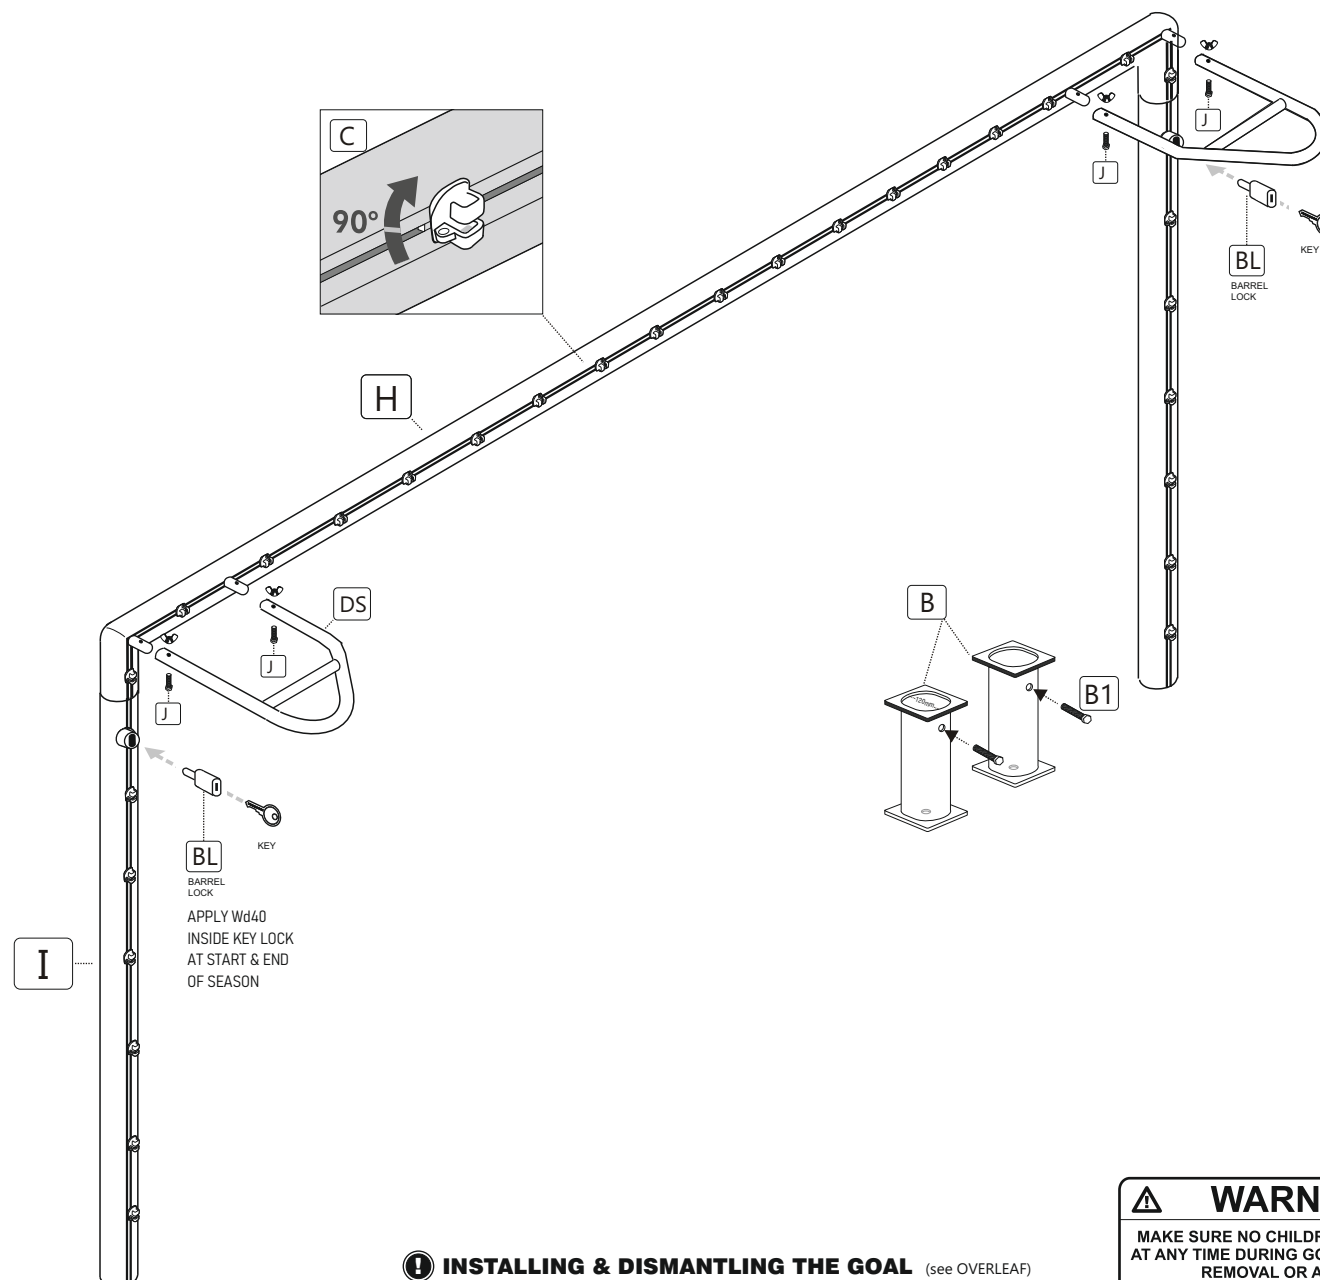 C
90°
H
J
J
BL
BARREL
LOCK
KEY
DS
J
J
B
120mm
B1
BL
BARREL
LOCK
KEY
APPLY Wd40
INSIDE KEY LOCK
AT START & END
OF SEASON
I
INSTALLING & DISMANTLING THE GOAL (see OVERLEAF)
WARN
MAKE SURE NO CHILDR
AT ANY TIME DURING GO
REMOVAL OR A